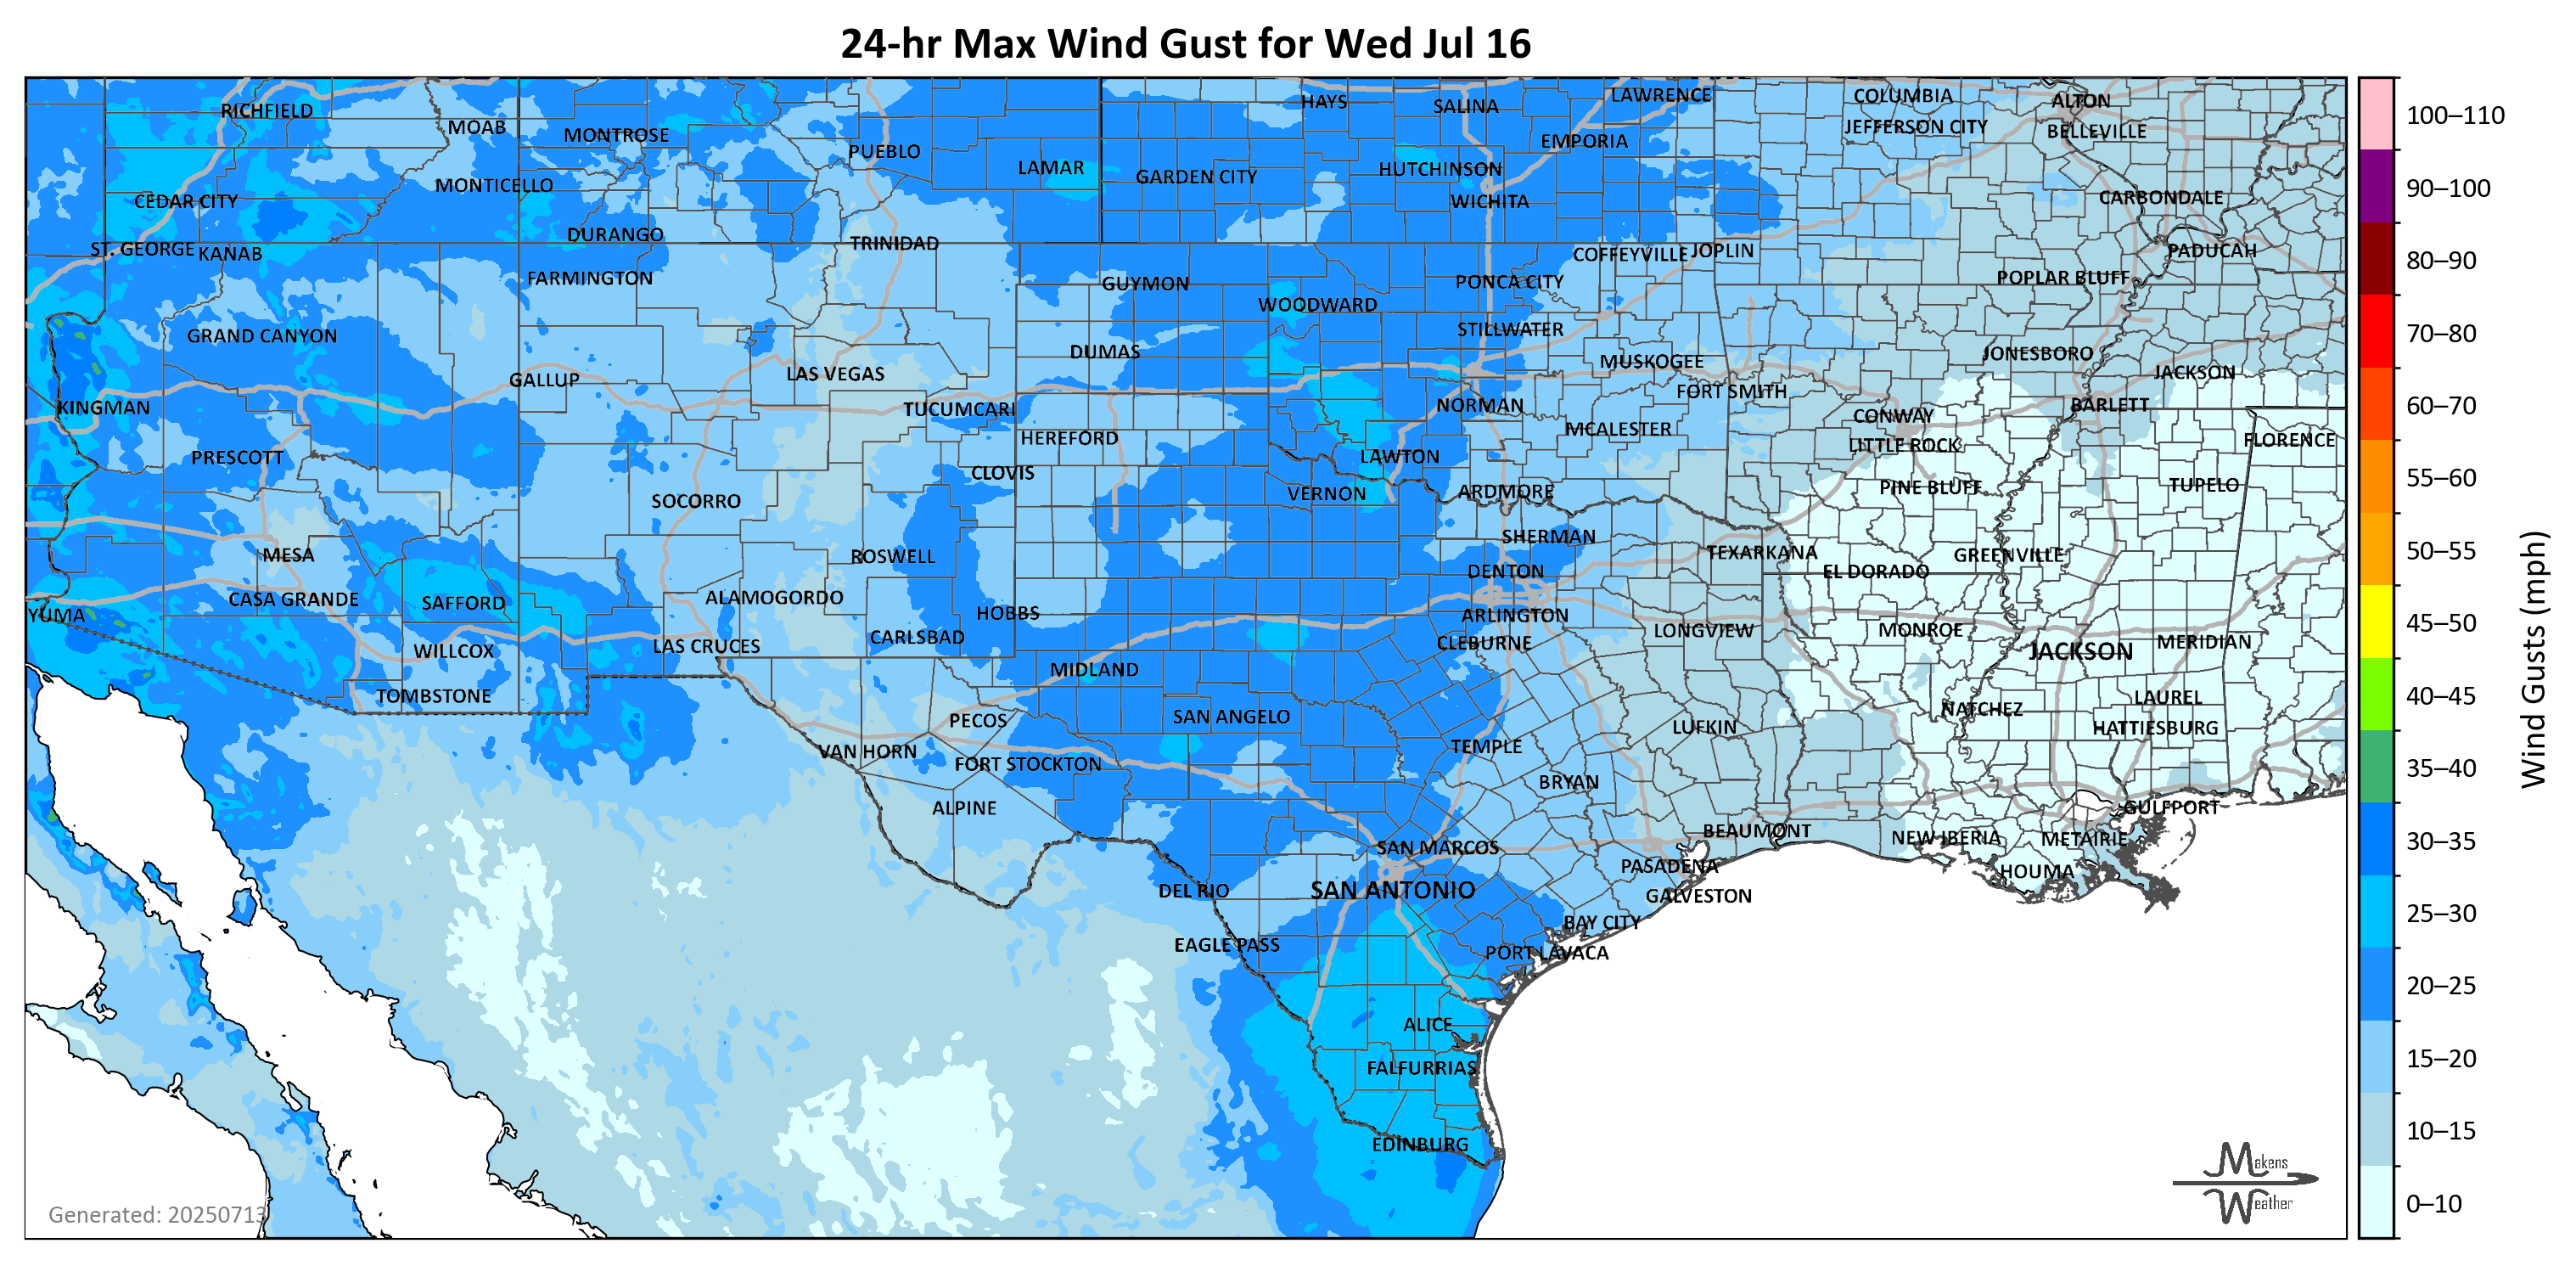 24-hr Max Wind Gust for Wed Jul 16
RICHFIELD
MOAB
MONTROSE
PUEBLO
LAMAR
GARDEN CITY
HAYS
SALINA
HUTCHINSON
WICHITA
EMPORIA
LAWRENCE
COLUMBIA
JEFFERSON CITY
ALTON
BELLEVILLE
CARBONDALE
PADUCAH
CEDAR CITY
MONTICELLO
DURANGO
TRINIDAD
ST. GEORGE
KANAB
FARMINGTON
GUYMON
WOODWARD
PONCA CITY
COFFEYVILLE
JOPLIN
POPLAR BLUFF
GRAND CANYON
STILLWATER
DUMAS
MUSKOGEE
JONESBORO
JACKSON
GALLUP
LAS VEGAS
KINGMAN
TUCUMCARI
NORMAN
FORT SMITH
CONWAY
BARLETT
HEREFORD
MCALESTER
LITTLE ROCK
FLORENCE
PRESCOTT
CLOVIS
LAWTON
SOCORRO
VERNON
ARDMORE
PINE BLUFF
TUPELO
MESA
ROSWELL
SHERMAN
TEXARKANA
GREENVILLE
DENTON
EL DORADO
YUMA
CASA GRANDE
SAFFORD
ALAMOGORDO
HOBBS
ARLINGTON
CLEBURNE
LONGVIEW
MONROE
WILLCOX
LAS CRUCES
CARLSBAD
JACKSON
MERIDIAN
MIDLAND
TOMBSTONE
PECOS
SAN ANGELO
LUFKIN
NATCHEZ
LAUREL
HATTIESBURG
VAN HORN
FORT STOCKTON
TEMPLE
BRYAN
ALPINE
SAN MARCOS
BEAUMONT
NEW IBERIA
METAIRIE
GULFPORT
PASADENA
HOUMA
DEL RIO
SAN ANTONIO
GALVESTON
BAY CITY
EAGLE PASS
PORT LAVACA
ALICE
FALFURRIAS
EDINBURG
Generated: 20250713
Makens
Weather
100–110
90–100
80–90
70–80
60–70
55–60
50–55
45–50
40–45
35–40
30–35
25–30
20–25
15–20
10–15
0–10
Wind Gusts (mph)